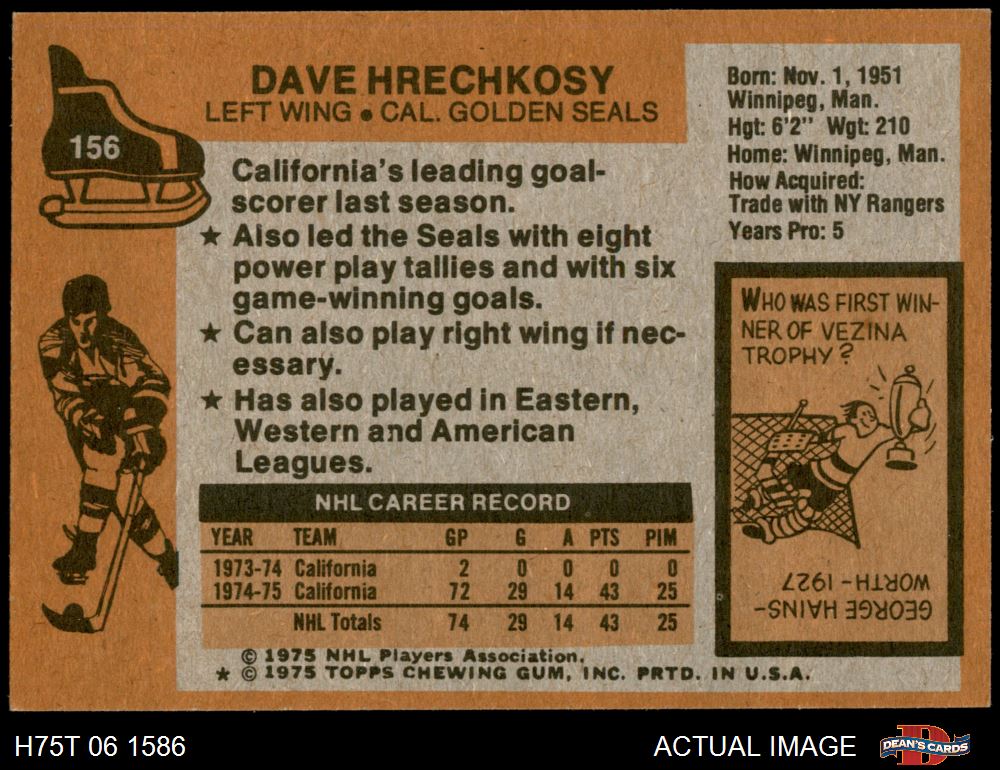 156
DAVE HRECHKOSY
LEFT WING • CAL. GOLDEN SEALS
California's leading goal-
scorer last season.
★ Also led the Seals with eight
power play tallies and with six
game-winning goals.
★ Can also play right wing if nec-
essary.
★ Has also played in Eastern,
Western and American
Leagues.
Born: Nov. 1, 1951
Winnipeg, Man.
Hgt: 6'2" Wgt: 210
Home: Winnipeg, Man.
How Acquired:
Trade with NY Rangers
Years Pro: 5
WHO WAS FIRST WIN-
NER OF VEZINA
TROPHY?
GEORGE HAINS-
WORTH - 1927
NHL CAREER RECORD
YEAR TEAM GP G A PTS PIM
1973-74 California 2 0 0 0 0
1974-75 California 72 29 14 43 25
NHL Totals 74 29 14 43 25
© 1975 NHL Players Association.
★ © 1975 TOPPS CHEWING GUM, INC. PRTD. IN U.S.A.
H75T 06 1586
ACTUAL IMAGE
D
DEAN'S CARDS